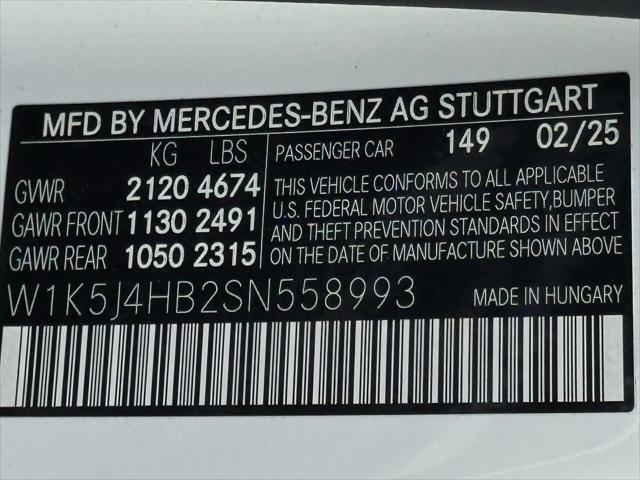 MFD BY MERCEDES-BENZ AG STUTTGART
KG LBS PASSENGER CAR 149 02/25
GVWR 2120 4674
GAWR FRONT 1130 2491
GAWR REAR 1050 2315
THIS VEHICLE CONFORMS TO ALL APPLICABLE
U.S. FEDERAL MOTOR VEHICLE SAFETY,BUMPER
AND THEFT PREVENTION STANDARDS IN EFFECT
ON THE DATE OF MANUFACTURE SHOWN ABOVE
W1K5J4HB2SN558993 MADE IN HUNGARY